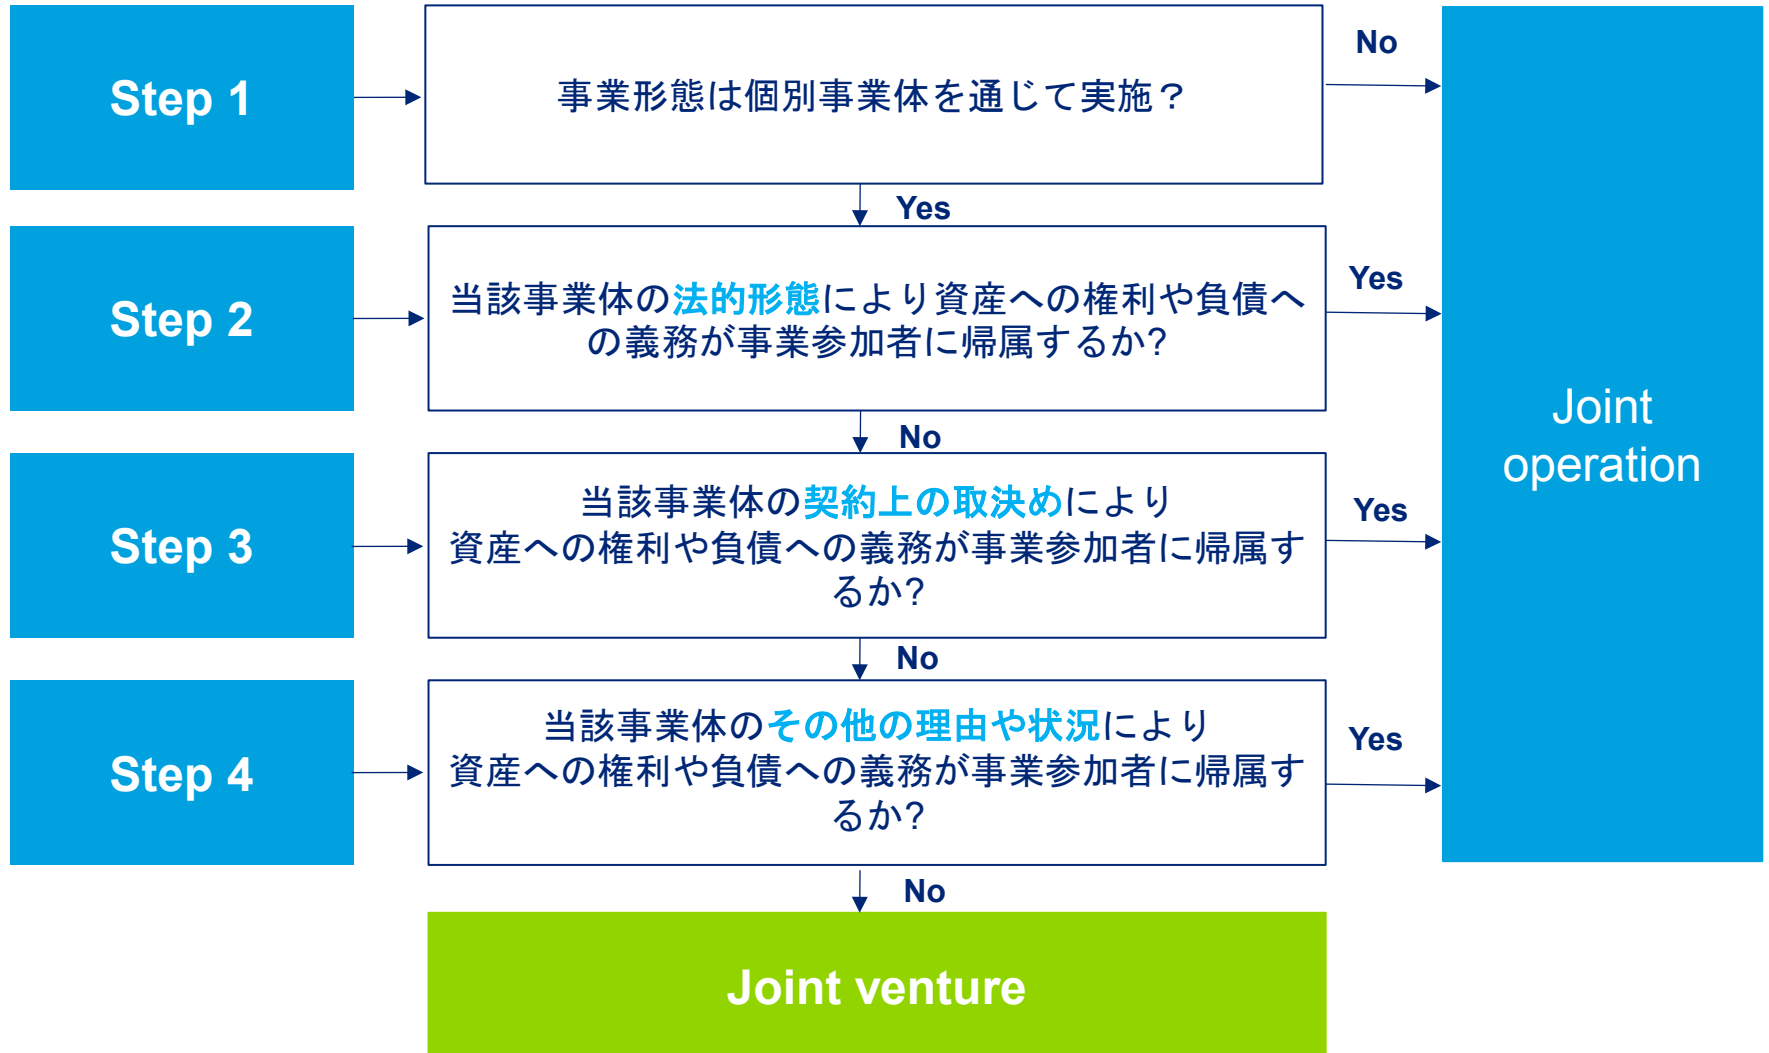 Step 1
事業形態は個別事業体を通じて実施？
No
Yes
Step 2
当該事業体の法的形態により資産への権利や負債へ
の義務が事業参加者に帰属するか?
Yes
No
Step 3
当該事業体の契約上の取決めにより
資産への権利や負債への義務が事業参加者に帰属す
るか?
Yes
No
Step 4
当該事業体のその他の理由や状況により
資産への権利や負債への義務が事業参加者に帰属す
るか?
Yes
No
Joint
operation
Joint venture